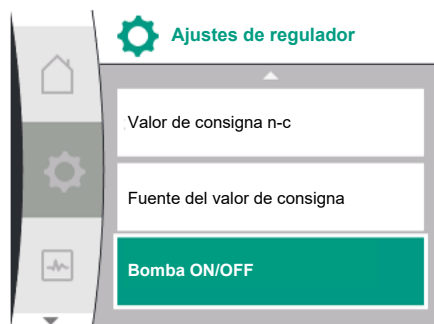 Ajustes de regulador
Valor de consigna n-c
Fuente del valor de consigna
Bomba ON/OFF